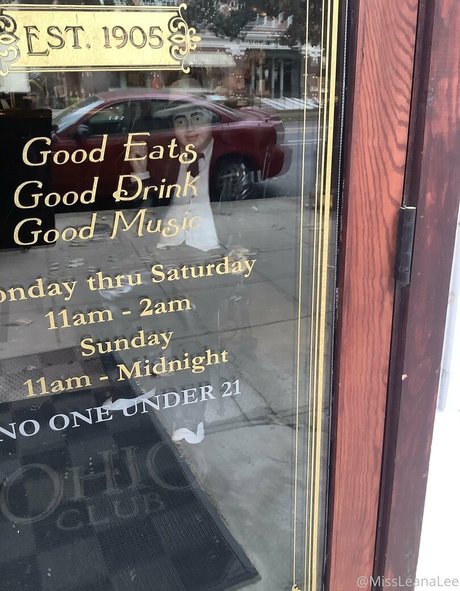 EST. 1905
Good Eats
Good Drink
Good Music
onday thru Saturday
11am - 2am
Sunday
11am - Midnight
NO ONE UNDER 21
OHIO
CLUB
@MissLeanaLee